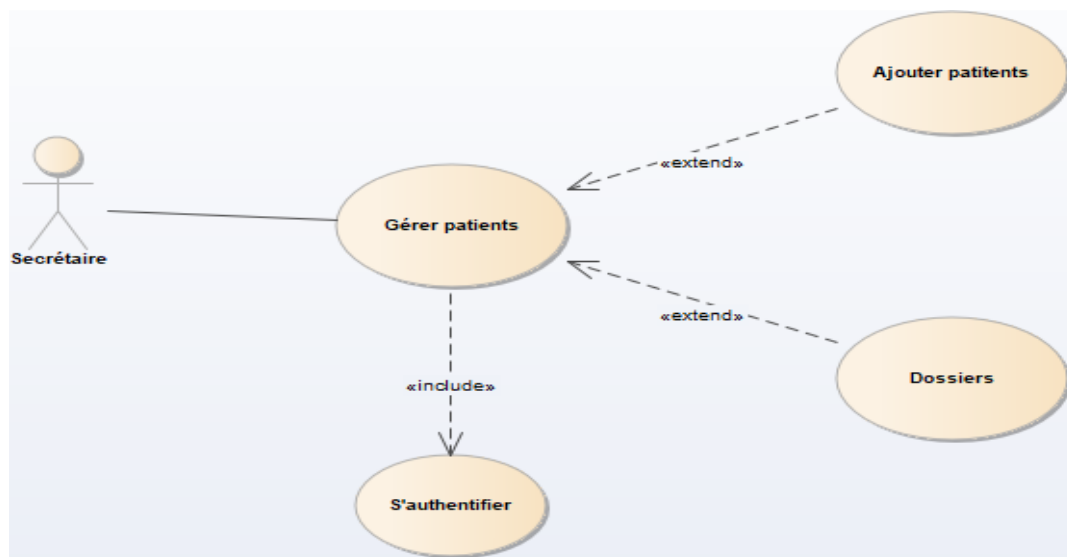 Ajouter patitents
«extend»
Gérer patients
Secrétaire
«extend»
Dossiers
«include»
S'authentifier